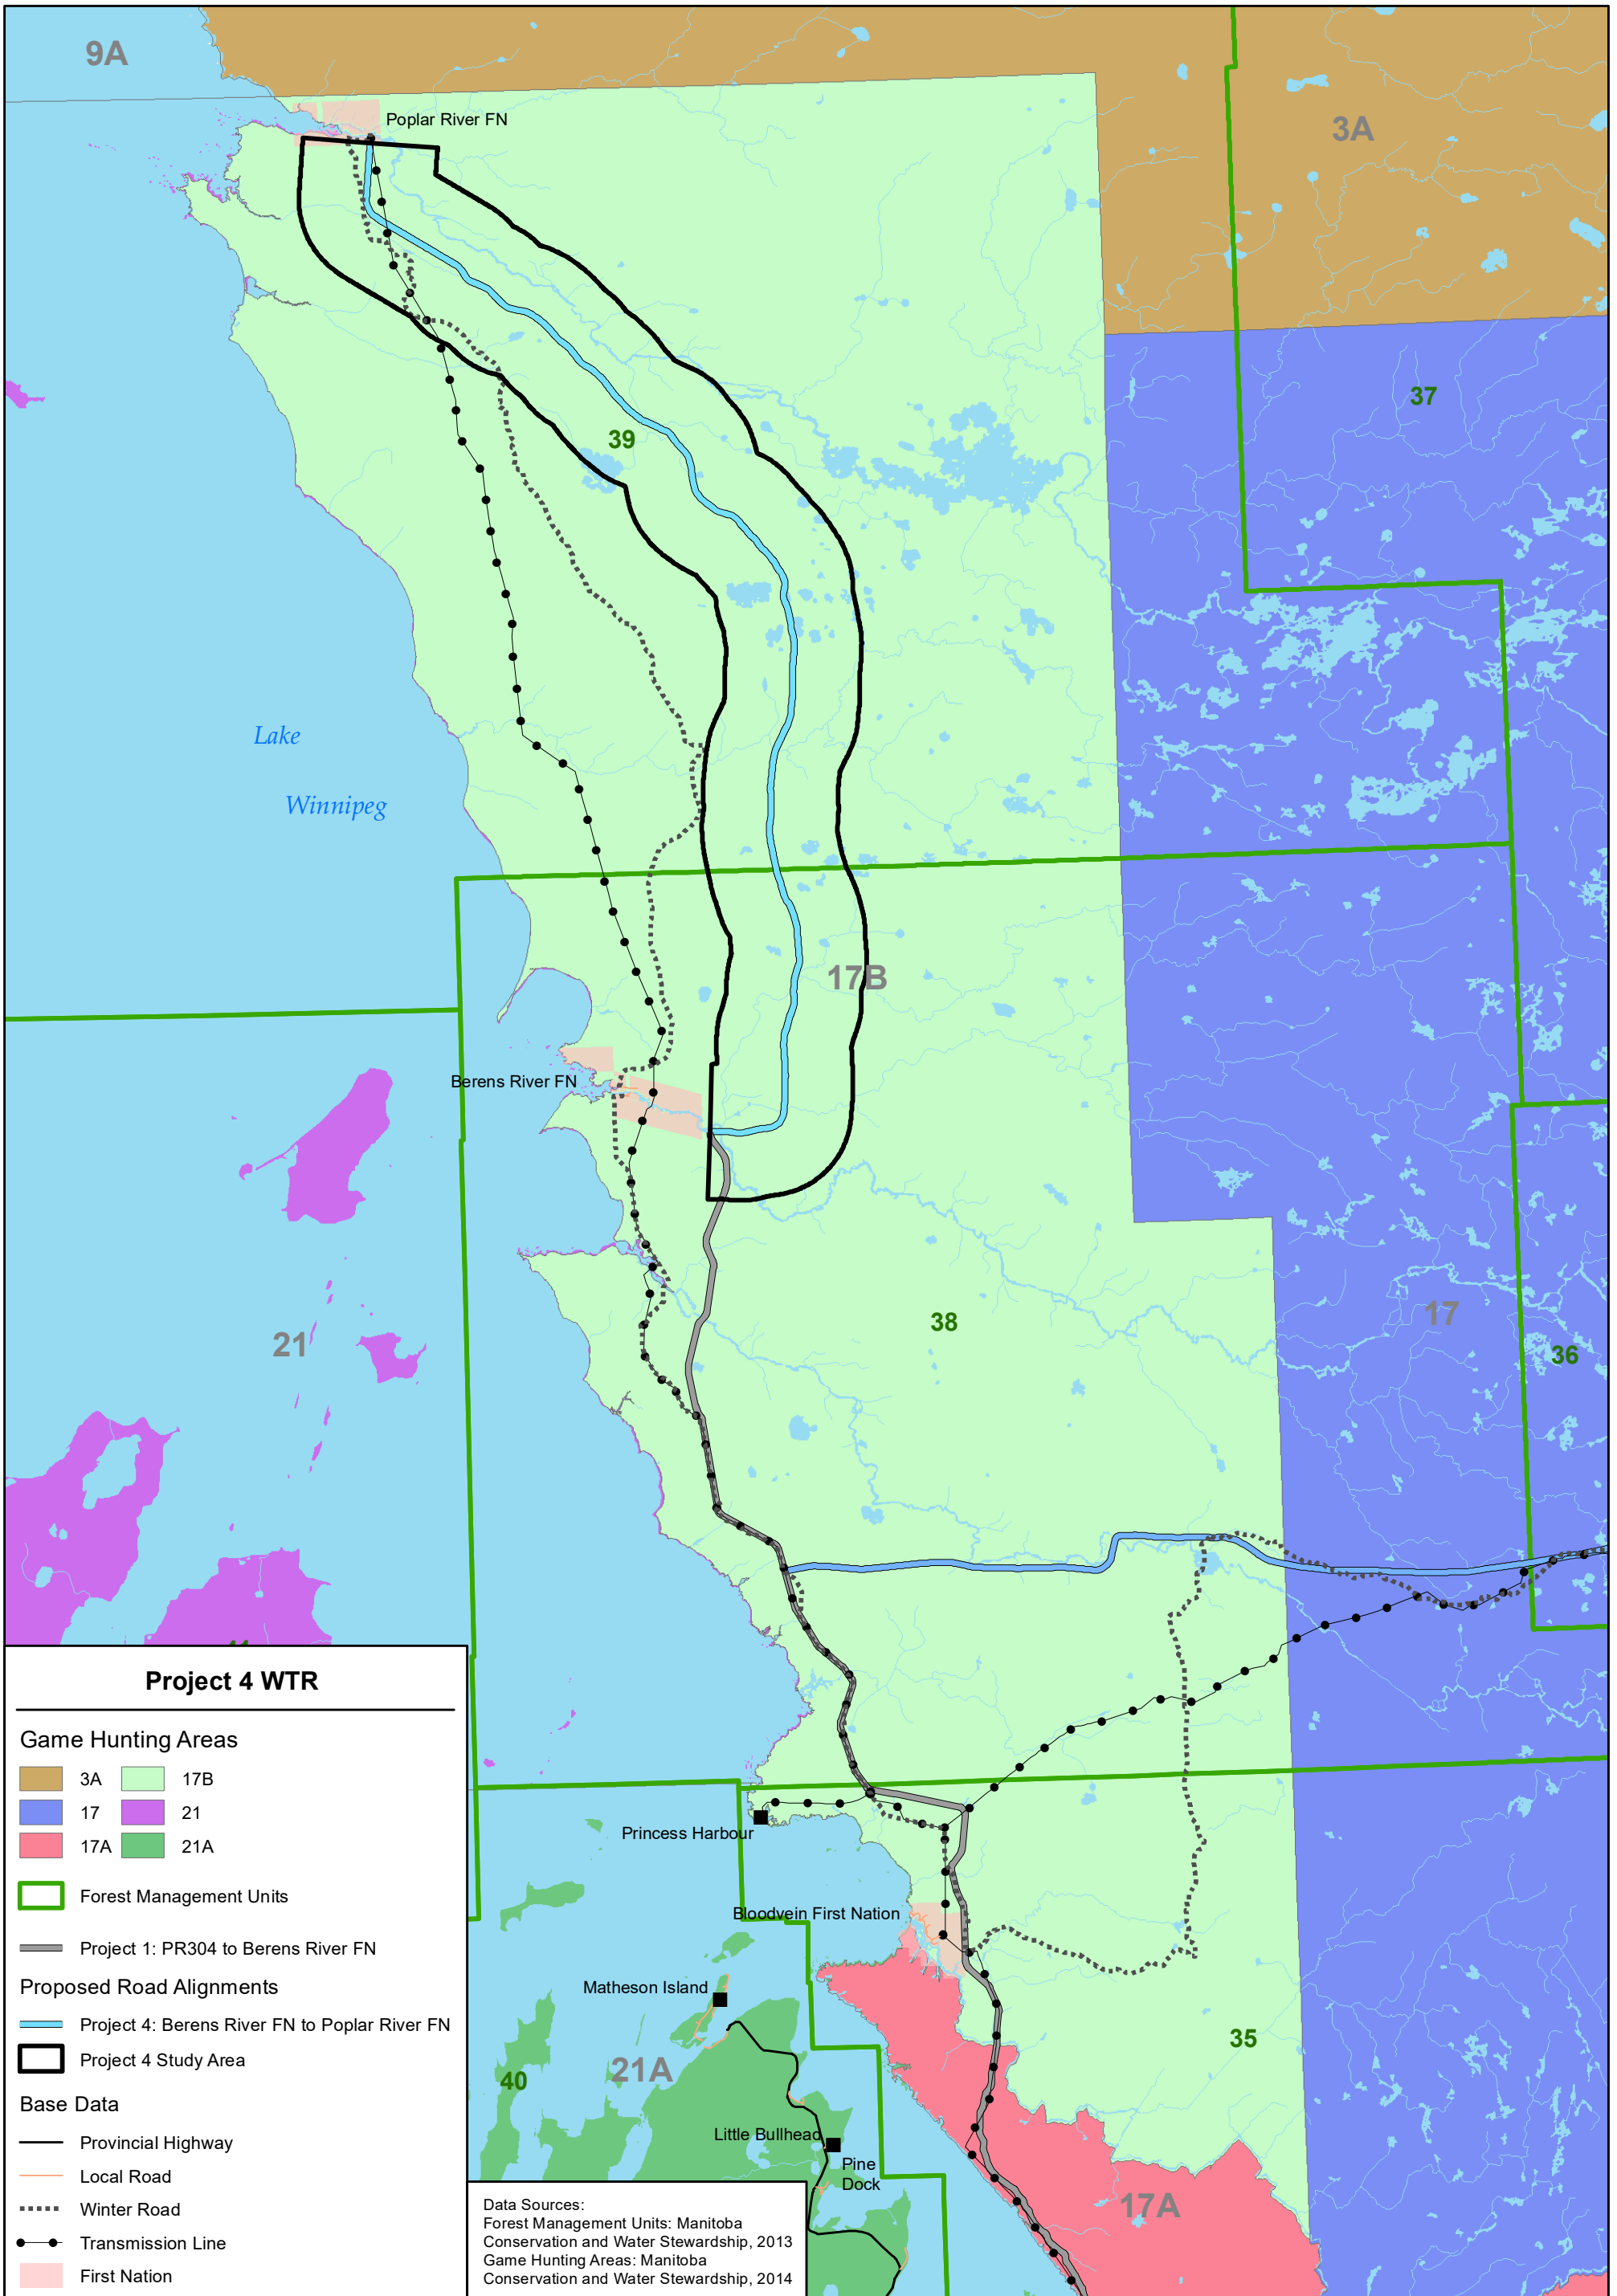 9A
Poplar River FN
3A
37
39
Lake
Winnipeg
17B
Berens River FN
21
38
17
36
Princess Harbour
Bloodvein First Nation
Matheson Island
21A
40
35
Little Bullhead
Pine
Dock
17A
Project 4 WTR
Game Hunting Areas
3A 17B
17 21
17A 21A
Forest Management Units
Project 1: PR304 to Berens River FN
Proposed Road Alignments
Project 4: Berens River FN to Poplar River FN
Project 4 Study Area
Base Data
Provincial Highway
Local Road
Winter Road
Transmission Line
First Nation
Data Sources:
Forest Management Units: Manitoba
Conservation and Water Stewardship, 2013
Game Hunting Areas: Manitoba
Conservation and Water Stewardship, 2014